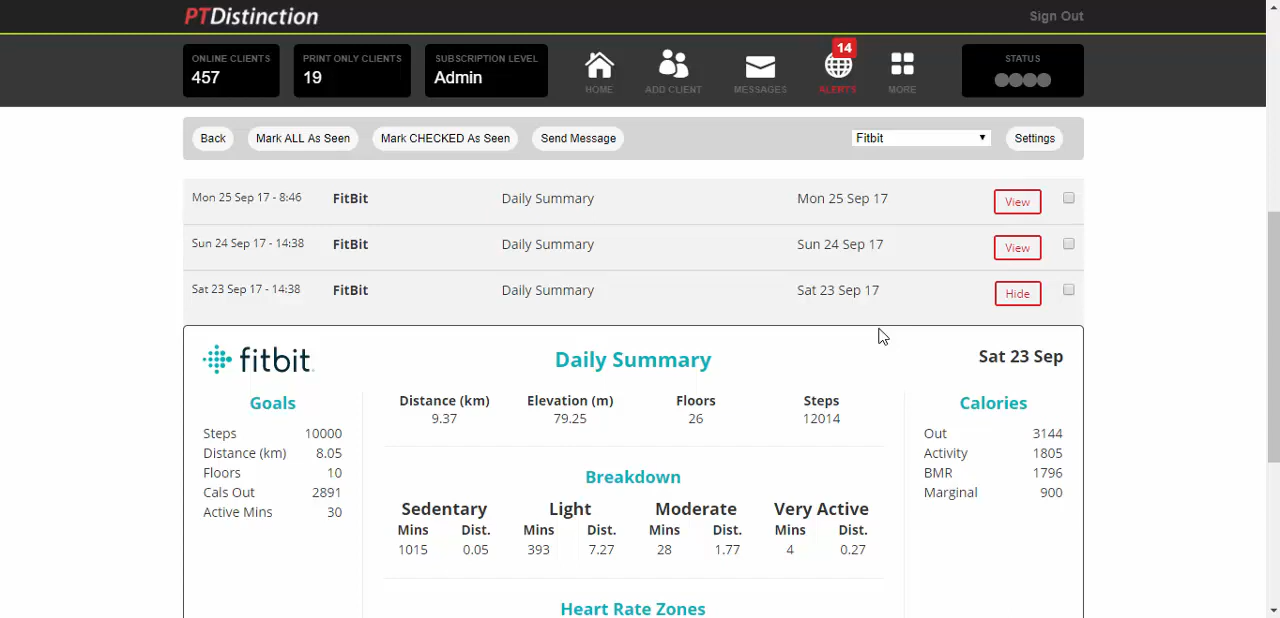 PTDistinction Sign Out
ONLINE CLIENTS PRINT ONLY CLIENTS SUBSCRIPTION LEVEL 14 STATUS
457 19 Admin
HOME ADD CLIENT MESSAGES ALERTS MORE
Back Mark ALL As Seen Mark CHECKED As Seen Send Message Fitbit Settings
Mon 25 Sep 17 - 8:46 FitBit Daily Summary Mon 25 Sep 17 View
Sun 24 Sep 17 - 14:38 FitBit Daily Summary Sun 24 Sep 17 View
Sat 23 Sep 17 - 14:38 FitBit Daily Summary Sat 23 Sep 17 Hide
fitbit Daily Summary Sat 23 Sep
Goals
Steps 10000
Distance (km) 8.05
Floors 10
Cals Out 2891
Active Mins 30
Distance (km) Elevation (m) Floors Steps
9.37 79.25 26 12014
Breakdown
Sedentary Light Moderate Very Active
Mins Dist. Mins Dist. Mins Dist. Mins Dist.
1015 0.05 393 7.27 28 1.77 4 0.27
Heart Rate Zones
Calories
Out 3144
Activity 1805
BMR 1796
Marginal 900